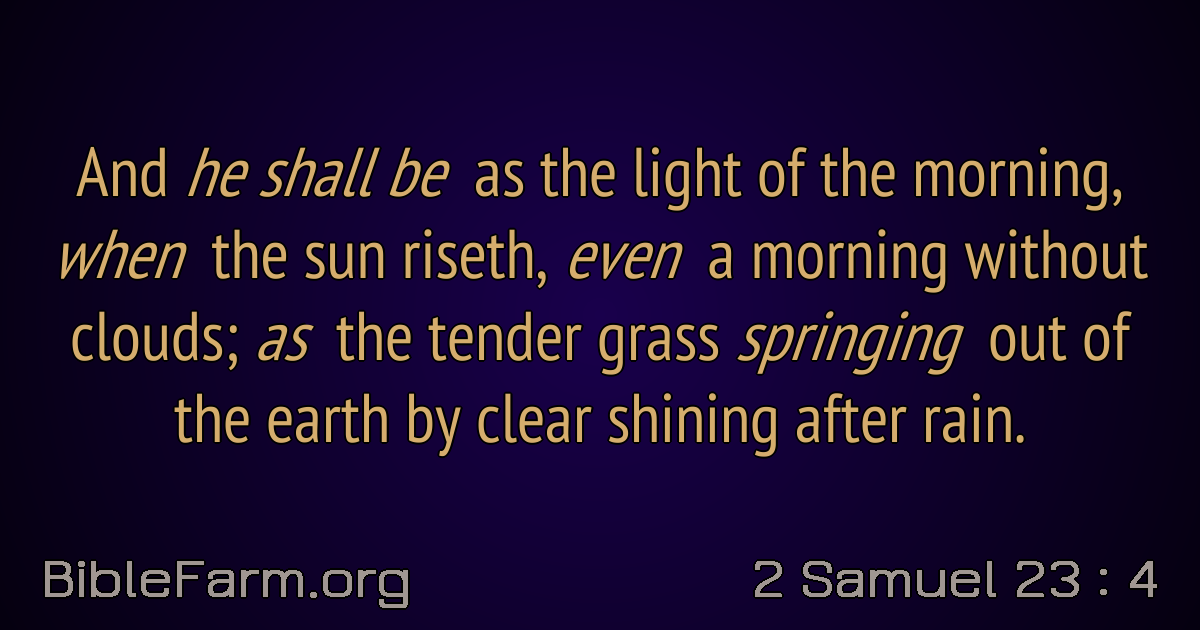 And he shall be as the light of the morning,
when the sun riseth, even a morning without
clouds; as the tender grass springing out of
the earth by clear shining after rain.
BibleFarm.org
2 Samuel 23 : 4